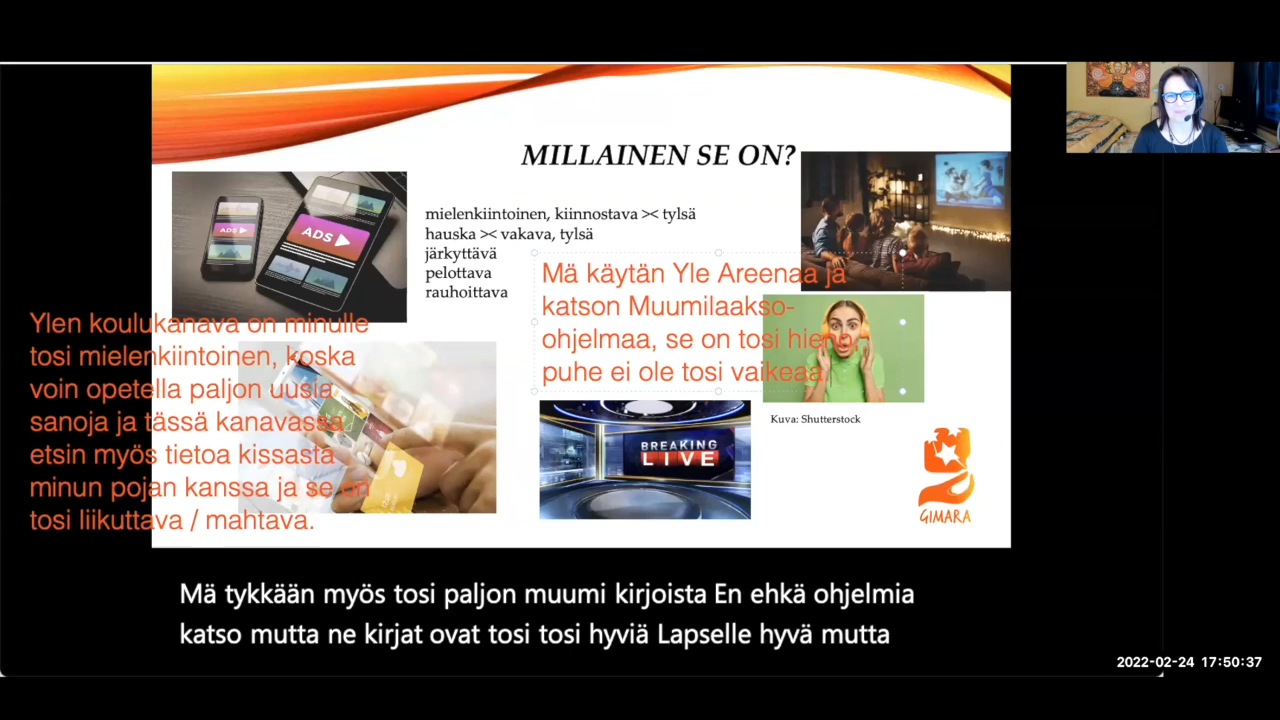 MILLAINEN SE ON?
ADS
ADS
mielenkiintoinen, kiinnostava >< tylsä
hauska >< vakava, tylsä
järkyttävä
pelottava
rauhoittava
Mä käytän Yle Areenaa ja
katson Muumilaakso-
ohjelmaa, se on tosi hieno,
puhe ei ole tosi vaikeaa.
Ylen koulukanava on minulle
tosi mielenkiintoinen, koska
voin opetella paljon uusia
sanoja ja tässä kanavassa
etsin myös tietoa kissasta
minun pojan kanssa ja se on
tosi liikuttava / mahtava.
BREAKING
LIVE
Kuva: Shutterstock
GIMARA
Mä tykkään myös tosi paljon muumi kirjoista En ehkä ohjelmia
katso mutta ne kirjat ovat tosi tosi hyviä Lapselle hyvä mutta
2022-02-24 17:50:37